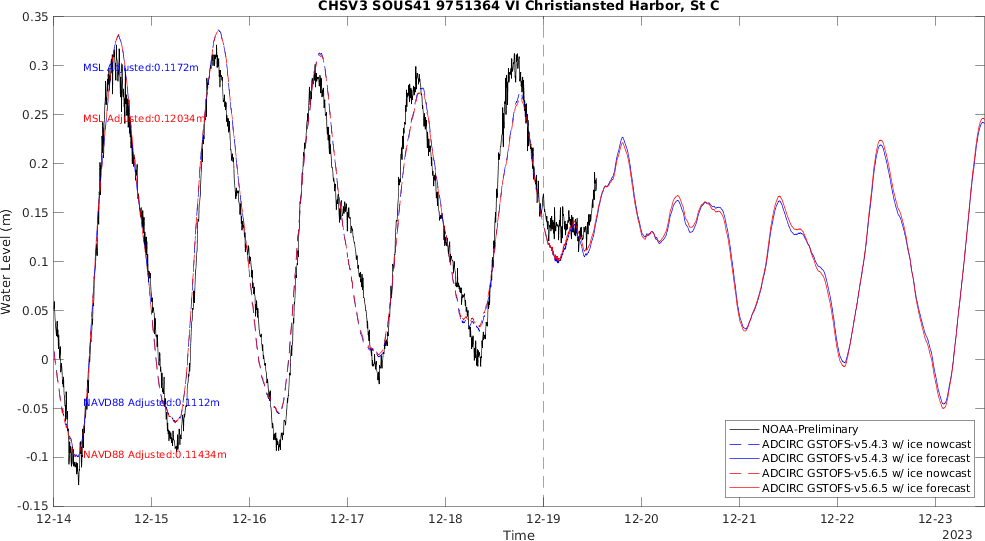 CHSV3 SOUS41 9751364 VI Christiansted Harbor, St C
0.35
0.3
0.25
0.2
0.15
0.1
0.05
0
-0.05
-0.1
-0.15
Water Level (m)
MSL Adjusted:0.1172m
MSL Adjusted:0.12034m
NAVD88 Adjusted:0.1112m
NAVD88 Adjusted:0.11434m
NOAA-Preliminary
ADCIRC GSTOFS-v5.4.3 w/ ice nowcast
ADCIRC GSTOFS-v5.4.3 w/ ice forecast
ADCIRC GSTOFS-v5.6.5 w/ ice nowcast
ADCIRC GSTOFS-v5.6.5 w/ ice forecast
12-14 12-15 12-16 12-17 12-18 12-19 12-20 12-21 12-22 12-23
Time
2023